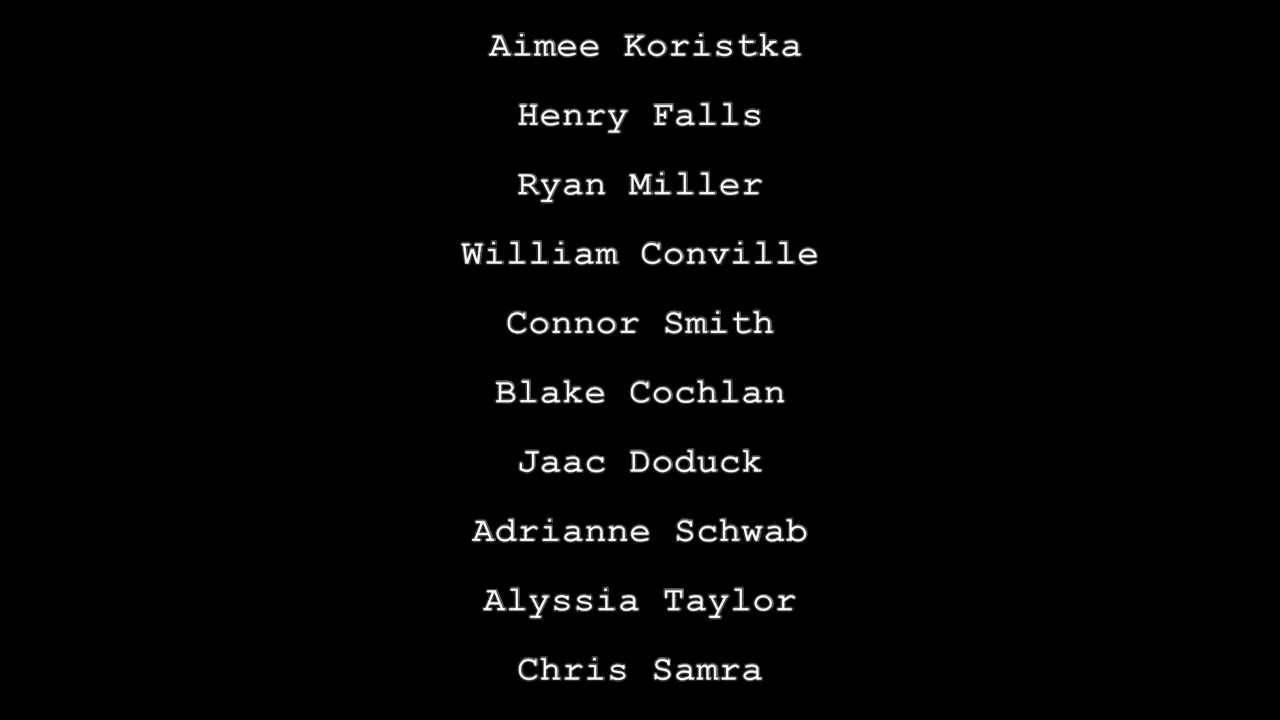 Aimee Koristka
Henry Falls
Ryan Miller
William Conville
Connor Smith
Blake Cochlan
Jaac Doduck
Adrianne Schwab
Alyssia Taylor
Chris Samra